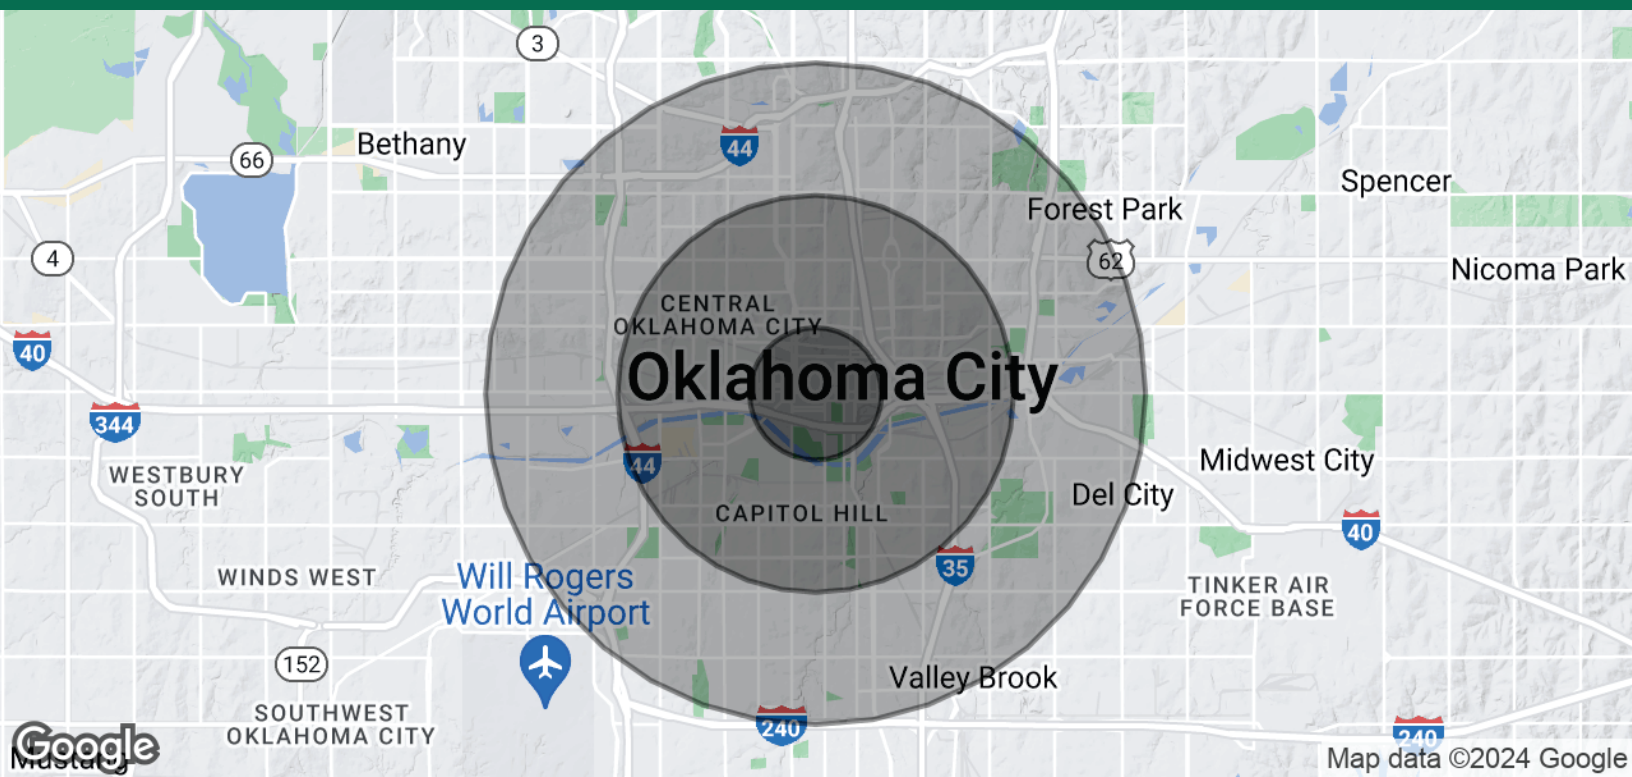 3
Bethany
44
66
Spencer
Forest Park
4
62
Nicoma Park
CENTRAL
OKLAHOMA CITY
40
Oklahoma City
344
44
Midwest City
WESTBURY
SOUTH
Del City
CAPITOL HILL
40
35
WINDS WEST
Will Rogers
World Airport
TINKER AIR
FORCE BASE
152
Valley Brook
SOUTHWEST
OKLAHOMA CITY
240
240
Google
Mustang
Map data ©2024 Google